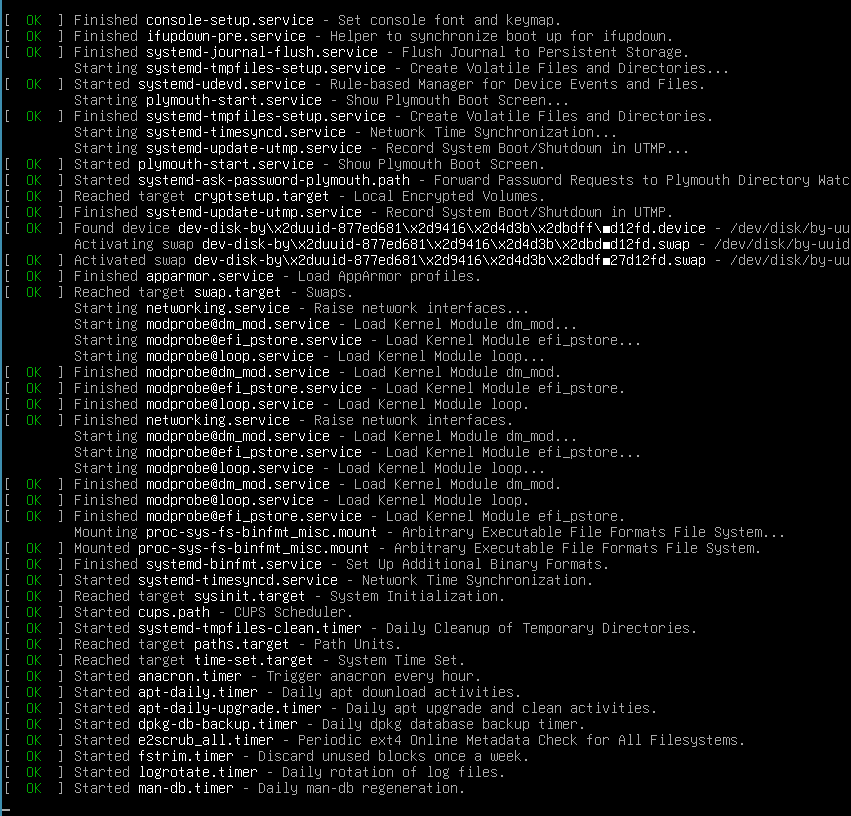 [  OK  ] Finished console-setup.service - Set console font and keymap.
[  OK  ] Finished ifupdown-pre.service - Helper to synchronize boot up for ifupdown.
[  OK  ] Finished systemd-journal-flush.service - Flush Journal to Persistent Storage.
Starting systemd-tmpfiles-setup.service - Create Volatile Files and Directories...
[  OK  ] Started systemd-udevd.service - Rule-based Manager for Device Events and Files.
Starting plymouth-start.service - Show Plymouth Boot Screen...
[  OK  ] Finished systemd-tmpfiles-setup.service - Create Volatile Files and Directories.
Starting systemd-timesyncd.service - Network Time Synchronization...
Starting systemd-update-utmp.service - Record System Boot/Shutdown in UTMP...
[  OK  ] Started plymouth-start.service - Show Plymouth Boot Screen.
[  OK  ] Started systemd-ask-password-plymouth.path - Forward Password Requests to Plymouth Directory Watc
[  OK  ] Reached target cryptsetup.target - Local Encrypted Volumes.
[  OK  ] Finished systemd-update-utmp.service - Record System Boot/Shutdown in UTMP.
[  OK  ] Found device dev-disk-by\x2duuid-877ed681\x2d9416\x2d4d3b\x2dbdff\■d12fd.device - /dev/disk/by-uu
Activating swap dev-disk-by\x2duuid-877ed681\x2d9416\x2d4d3b\x2dbd■d12fd.swap - /dev/disk/by-uuid
[  OK  ] Activated swap dev-disk-by\x2duuid-877ed681\x2d9416\x2d4d3b\x2dbdf■27d12fd.swap - /dev/disk/by-uu
[  OK  ] Finished apparmor.service - Load AppArmor profiles.
[  OK  ] Reached target swap.target - Swaps.
Starting networking.service - Raise network interfaces...
Starting modprobe@dm_mod.service - Load Kernel Module dm_mod...
Starting modprobe@efi_pstore.service - Load Kernel Module efi_pstore...
Starting modprobe@loop.service - Load Kernel Module loop...
[  OK  ] Finished modprobe@dm_mod.service - Load Kernel Module dm_mod.
[  OK  ] Finished modprobe@efi_pstore.service - Load Kernel Module efi_pstore.
[  OK  ] Finished modprobe@loop.service - Load Kernel Module loop.
[  OK  ] Finished networking.service - Raise network interfaces.
Starting modprobe@dm_mod.service - Load Kernel Module dm_mod...
Starting modprobe@efi_pstore.service - Load Kernel Module efi_pstore...
Starting modprobe@loop.service - Load Kernel Module loop...
[  OK  ] Finished modprobe@dm_mod.service - Load Kernel Module dm_mod.
[  OK  ] Finished modprobe@loop.service - Load Kernel Module loop.
[  OK  ] Finished modprobe@efi_pstore.service - Load Kernel Module efi_pstore.
Mounting proc-sys-fs-binfmt_misc.mount - Arbitrary Executable File Formats File System...
[  OK  ] Mounted proc-sys-fs-binfmt_misc.mount - Arbitrary Executable File Formats File System.
[  OK  ] Finished systemd-binfmt.service - Set Up Additional Binary Formats.
[  OK  ] Started systemd-timesyncd.service - Network Time Synchronization.
[  OK  ] Reached target sysinit.target - System Initialization.
[  OK  ] Started cups.path - CUPS Scheduler.
[  OK  ] Started systemd-tmpfiles-clean.timer - Daily Cleanup of Temporary Directories.
[  OK  ] Reached target paths.target - Path Units.
[  OK  ] Reached target time-set.target - System Time Set.
[  OK  ] Started anacron.timer - Trigger anacron every hour.
[  OK  ] Started apt-daily.timer - Daily apt download activities.
[  OK  ] Started apt-daily-upgrade.timer - Daily apt upgrade and clean activities.
[  OK  ] Started dpkg-db-backup.timer - Daily dpkg database backup timer.
[  OK  ] Started e2scrub_all.timer - Periodic ext4 Online Metadata Check for All Filesystems.
[  OK  ] Started fstrim.timer - Discard unused blocks once a week.
[  OK  ] Started logrotate.timer - Daily rotation of log files.
[  OK  ] Started man-db.timer - Daily man-db regeneration.